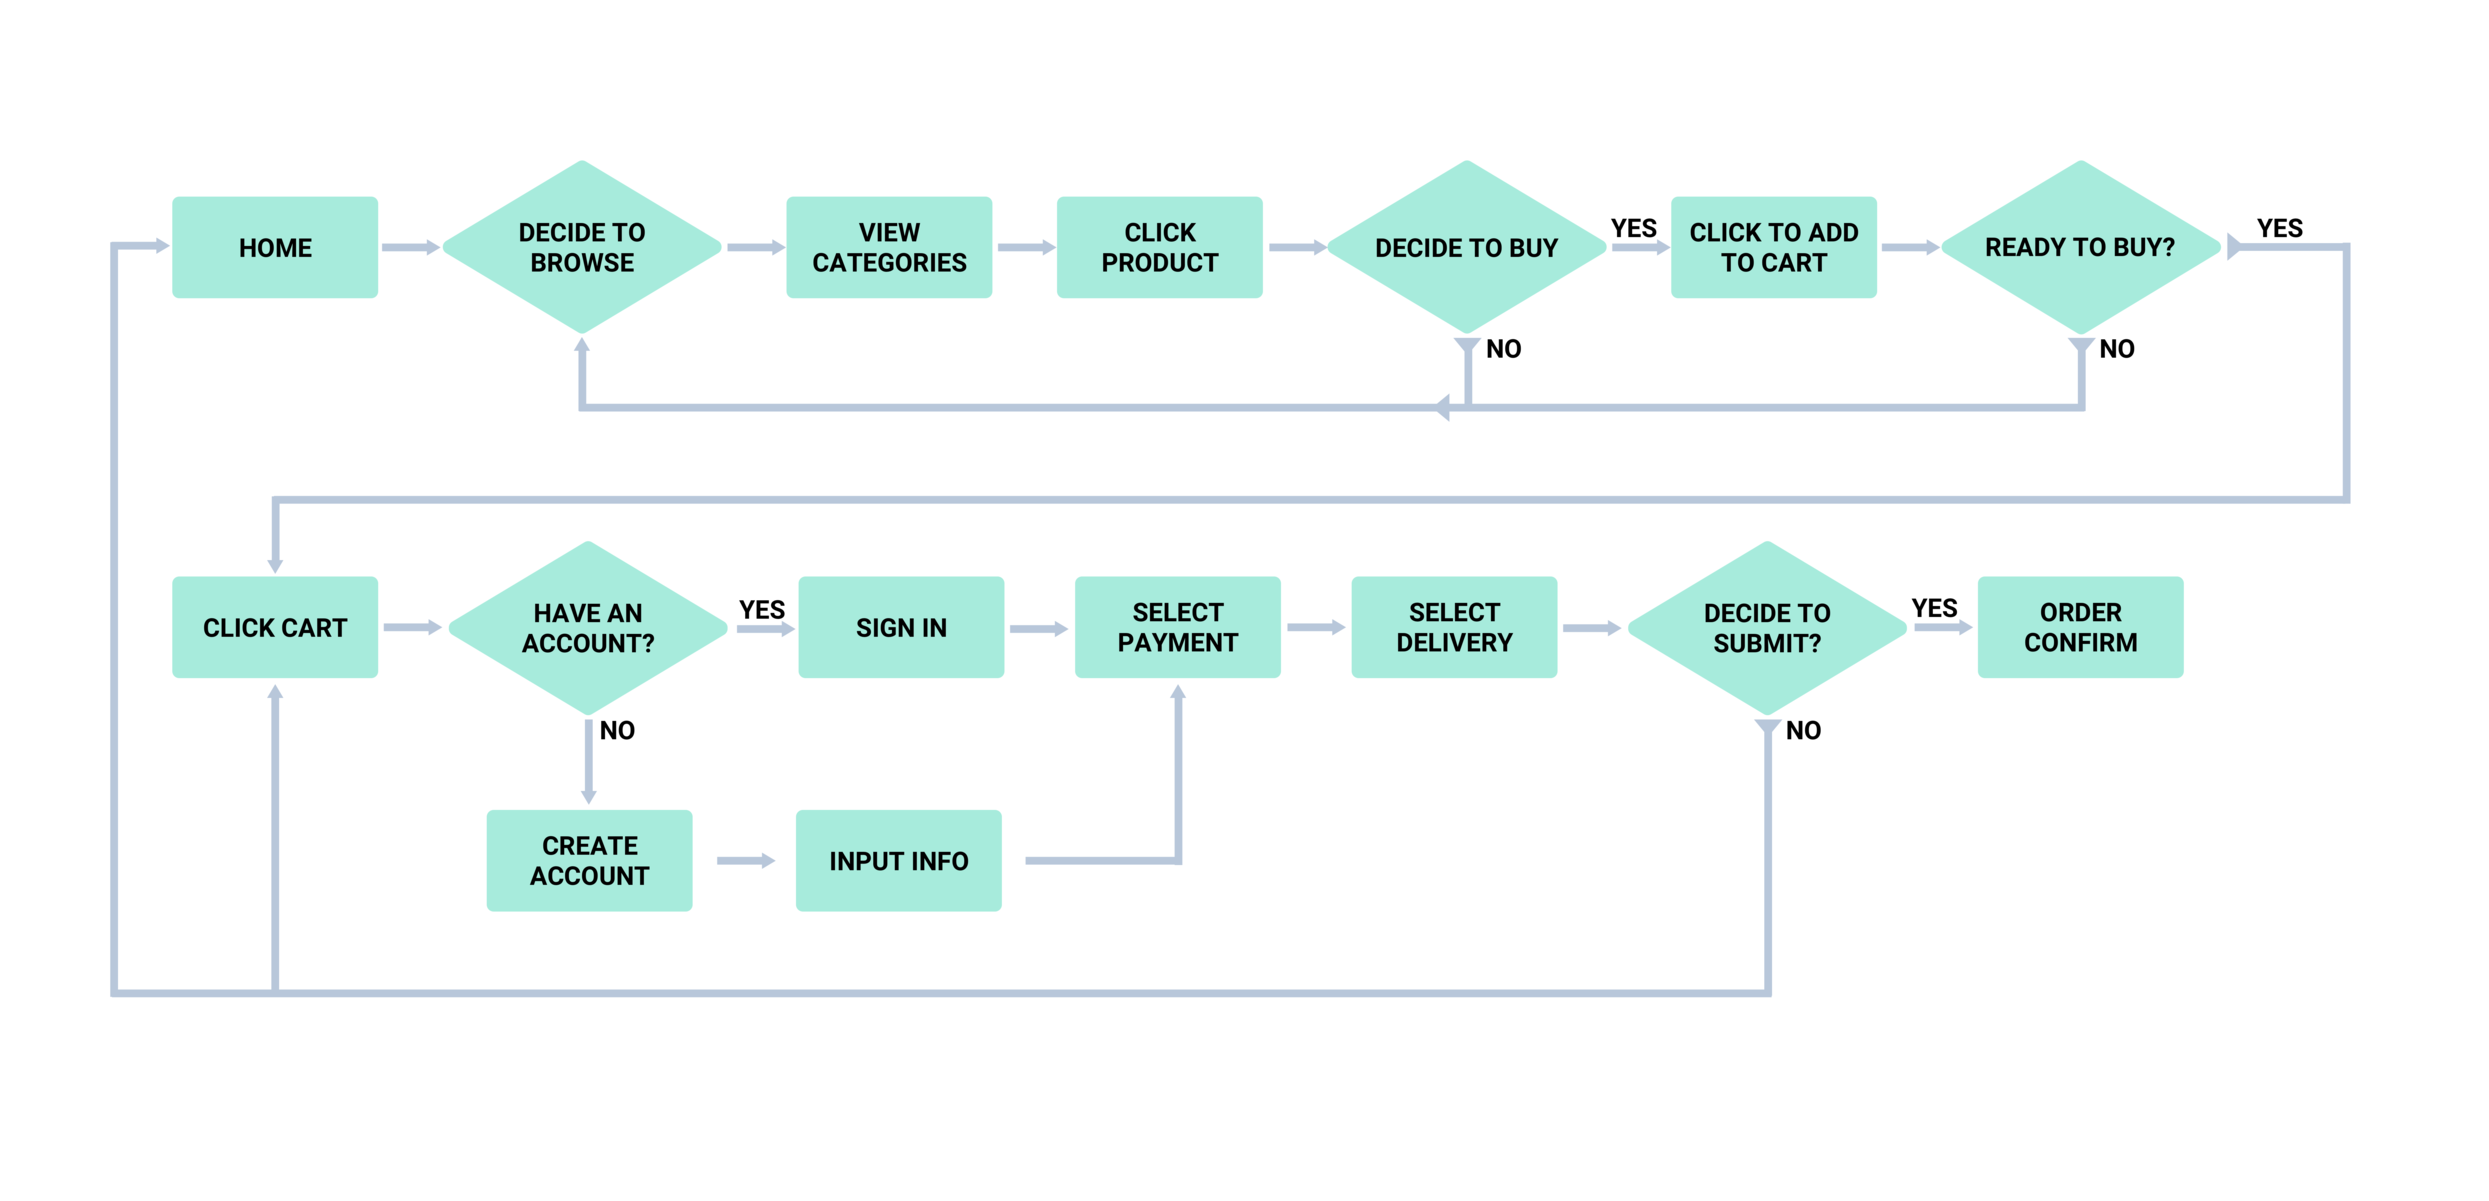 HOME
DECIDE TO
BROWSE
VIEW
CATEGORIES
CLICK
PRODUCT
DECIDE TO BUY
YES
CLICK TO ADD
TO CART
READY TO BUY?
YES
NO
NO
CLICK CART
HAVE AN
ACCOUNT?
YES
SIGN IN
SELECT
PAYMENT
SELECT
DELIVERY
DECIDE TO
SUBMIT?
YES
ORDER
CONFIRM
NO
NO
CREATE
ACCOUNT
INPUT INFO